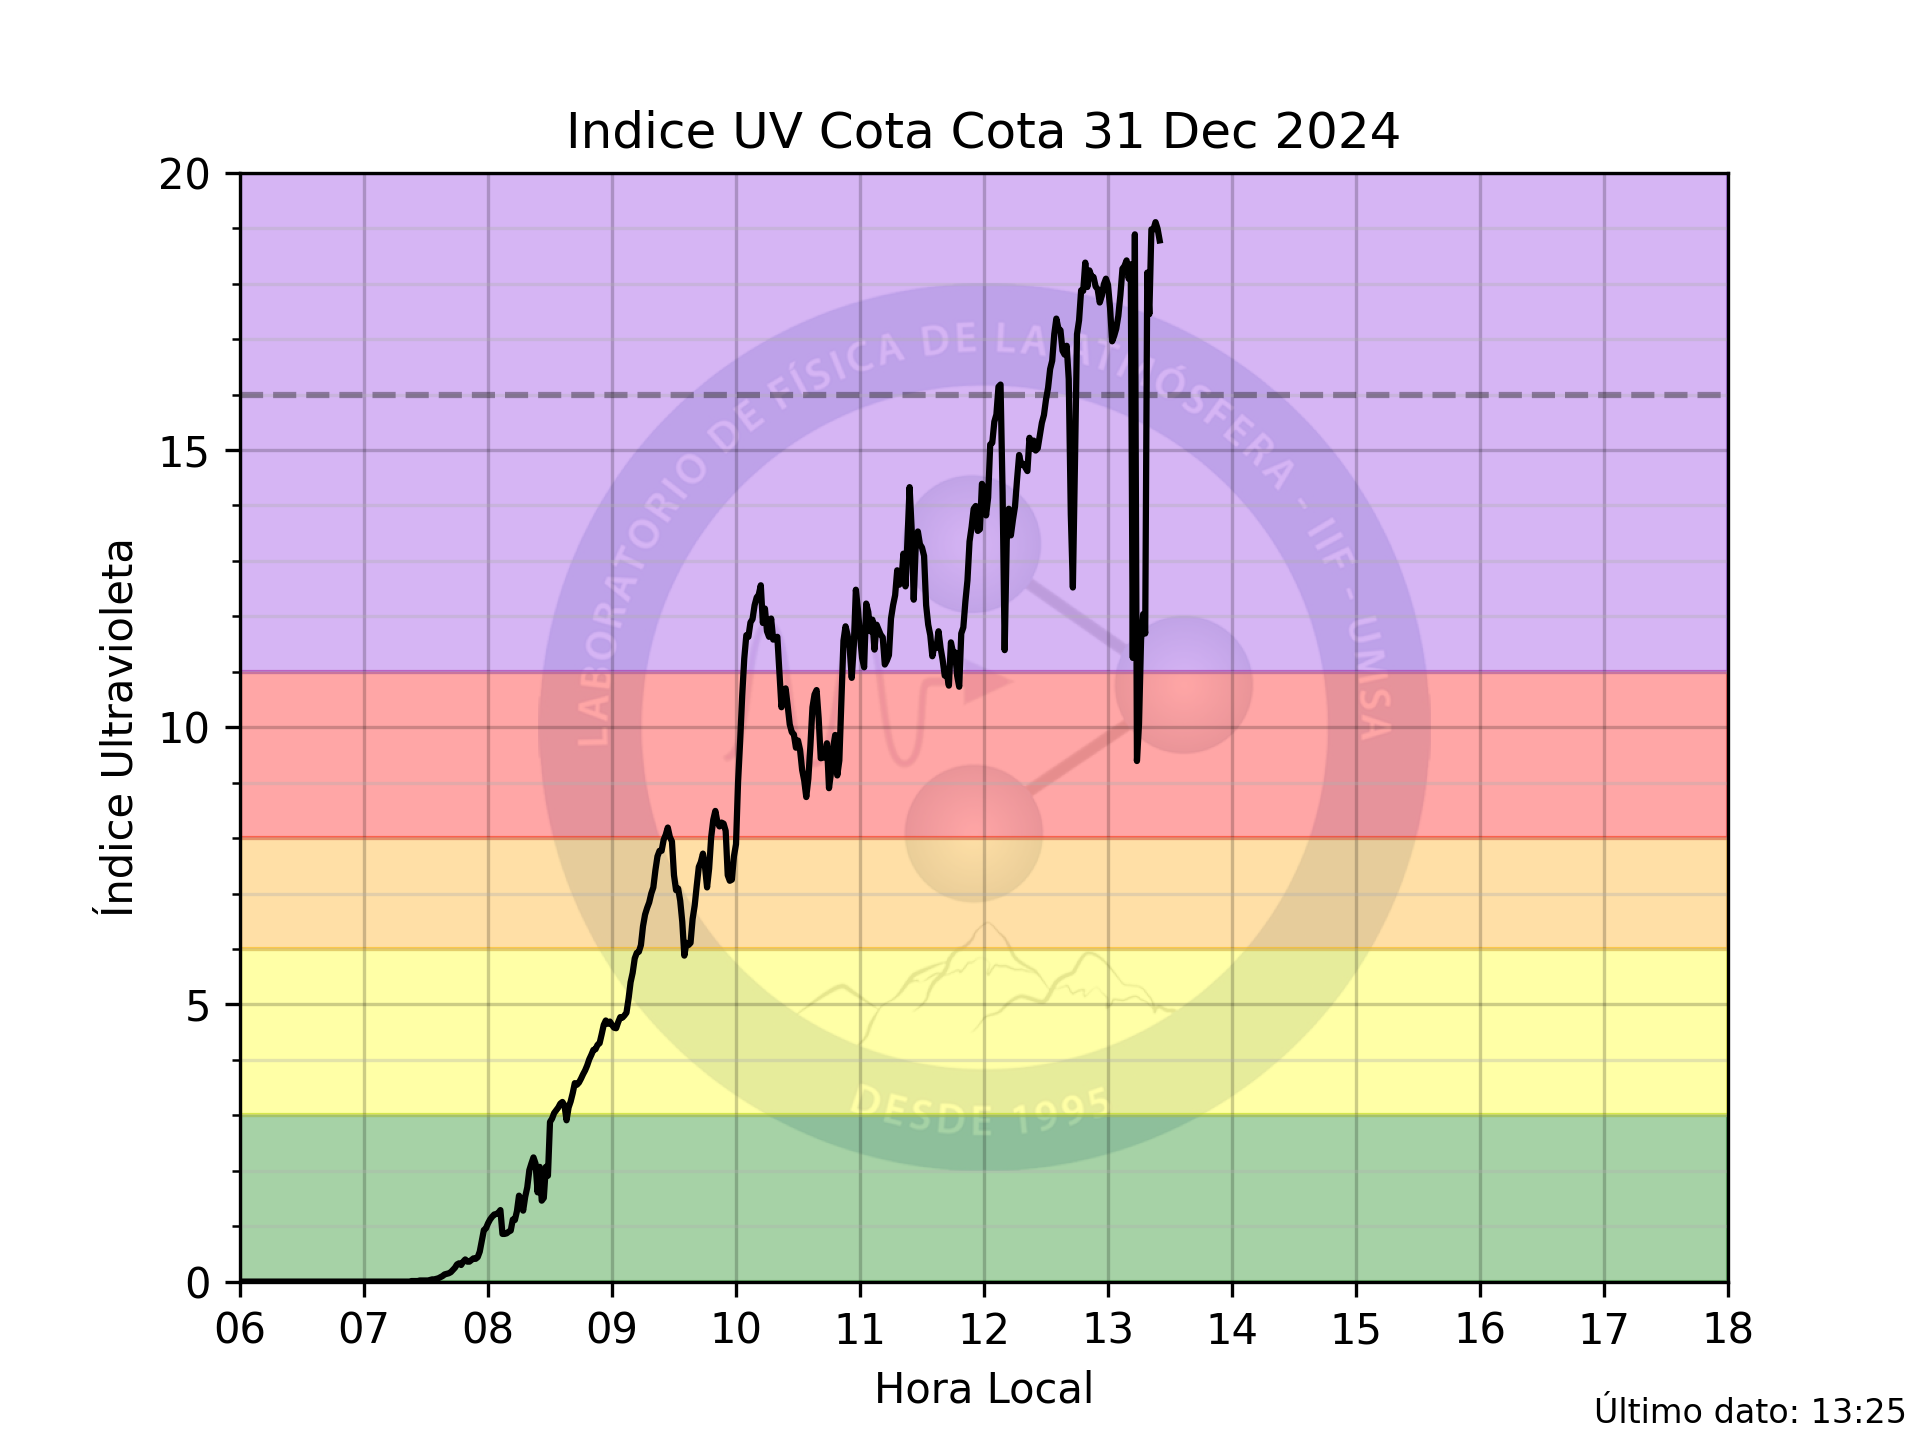 Indice UV Cota Cota 31 Dec 2024
20
15
10
5
0
Índice Ultravioleta
LABORATORIO DE FÍSICA DE LA ATMÓSFERA - IIF - UMSA
DESDE 1995
06 07 08 09 10 11 12 13 14 15 16 17 18
Hora Local
Último dato: 13:25